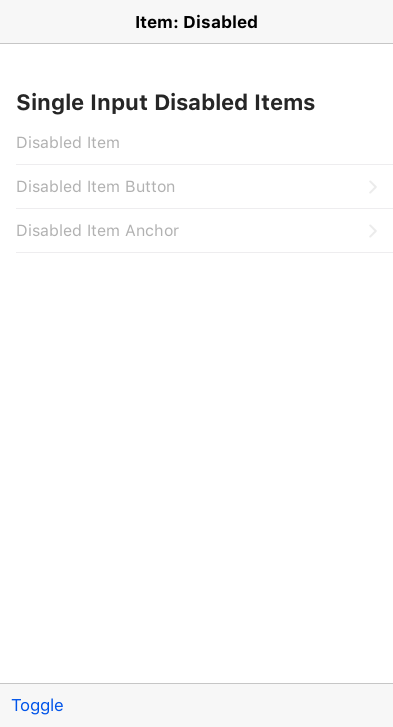 Item: Disabled
Single Input Disabled Items
Disabled Item
Disabled Item Button
Disabled Item Anchor
Toggle